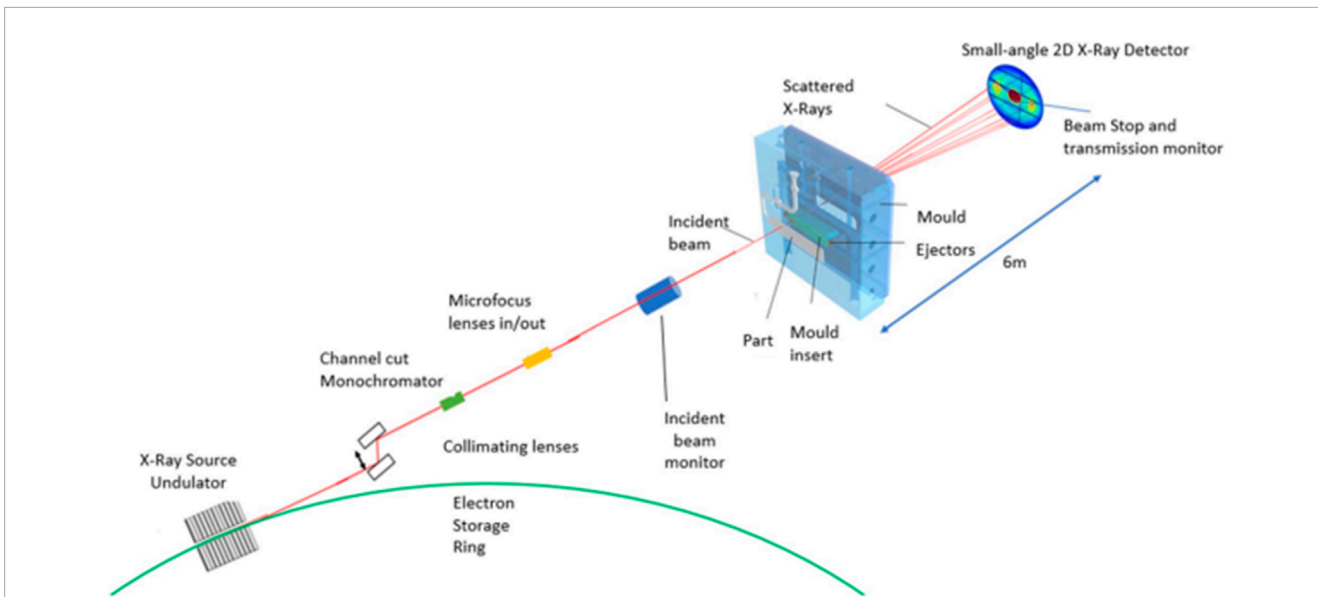 Small-angle 2D X-Ray Detector
Scattered
X-Rays
Beam Stop and
transmission monitor
Incident
beam
Mould
Ejectors
6m
Microfocus
lenses in/out
Part
Mould
insert
Channel cut
Monochromator
Incident
beam
monitor
Collimating lenses
X-Ray Source
Undulator
Electron
Storage
Ring